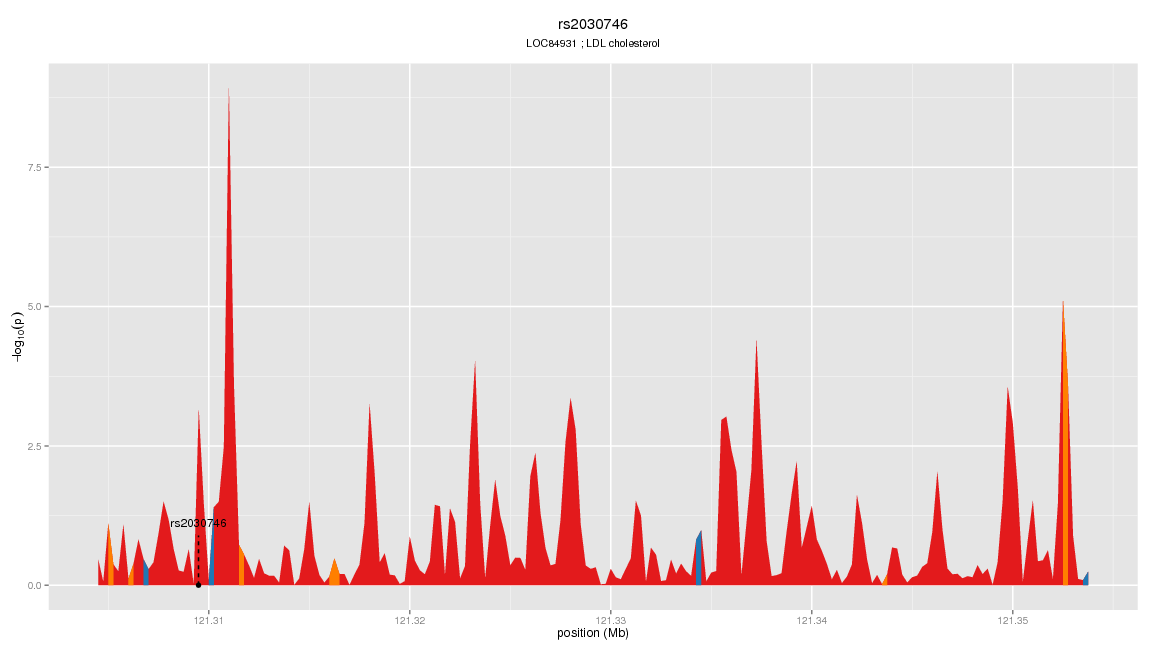 rs2030746
LOC84931 ; LDL cholesterol
7.5
5.0
2.5
0.0
−log10(p)
rs2030746
121.31
121.32
121.33
121.34
121.35
position (Mb)